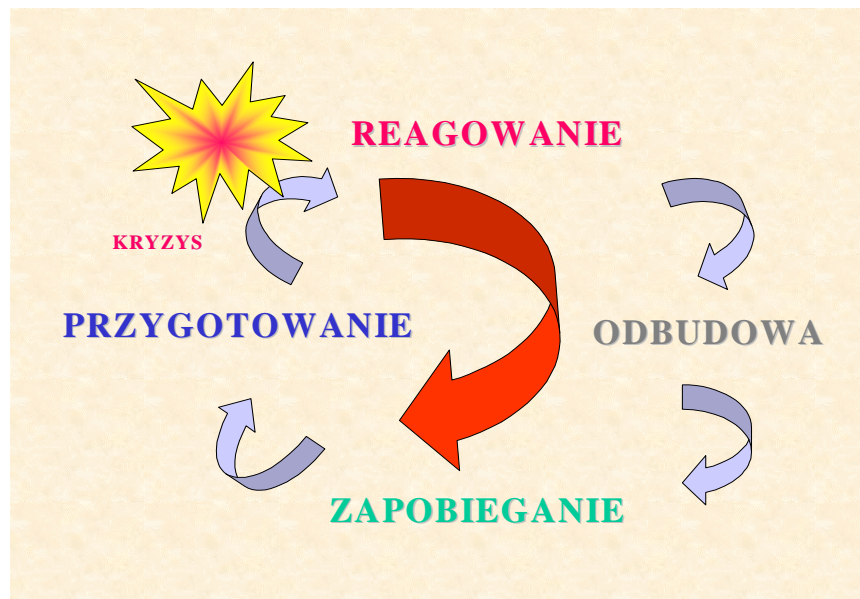 REAGOWANIE
KRYZYS
PRZYGOTOWANIE
ODBUDOWA
ZAPOBIEGANIE